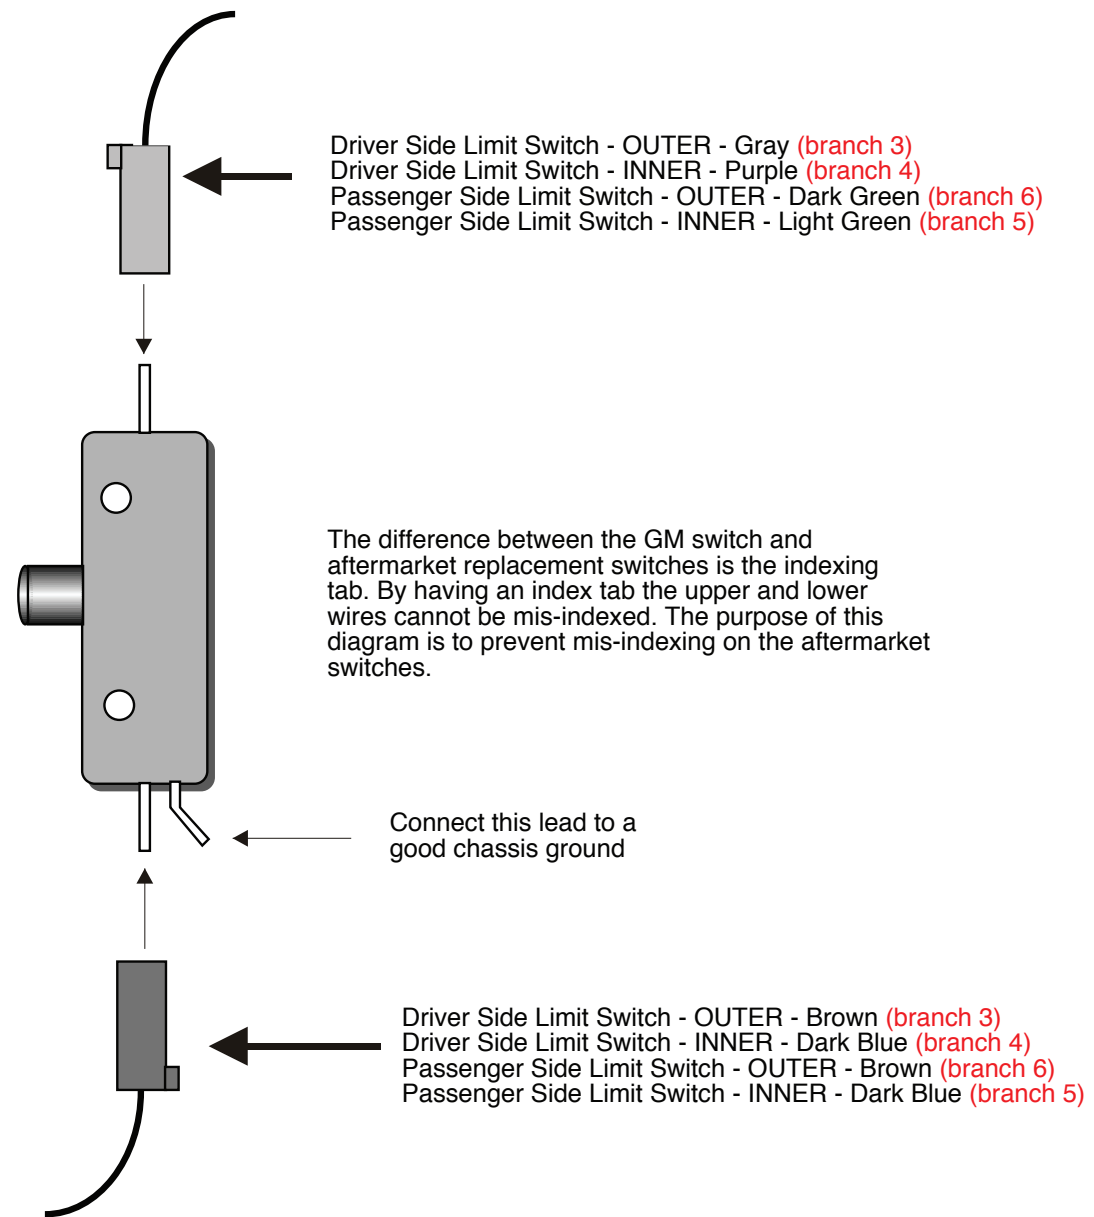 Driver Side Limit Switch - OUTER - Gray (branch 3)
Driver Side Limit Switch - INNER - Purple (branch 4)
Passenger Side Limit Switch - OUTER - Dark Green (branch 6)
Passenger Side Limit Switch - INNER - Light Green (branch 5)
The difference between the GM switch and
aftermarket replacement switches is the indexing
tab. By having an index tab the upper and lower
wires cannot be mis-indexed. The purpose of this
diagram is to prevent mis-indexing on the aftermarket
switches.
Connect this lead to a
good chassis ground
Driver Side Limit Switch - OUTER - Brown (branch 3)
Driver Side Limit Switch - INNER - Dark Blue (branch 4)
Passenger Side Limit Switch - OUTER - Brown (branch 6)
Passenger Side Limit Switch - INNER - Dark Blue (branch 5)